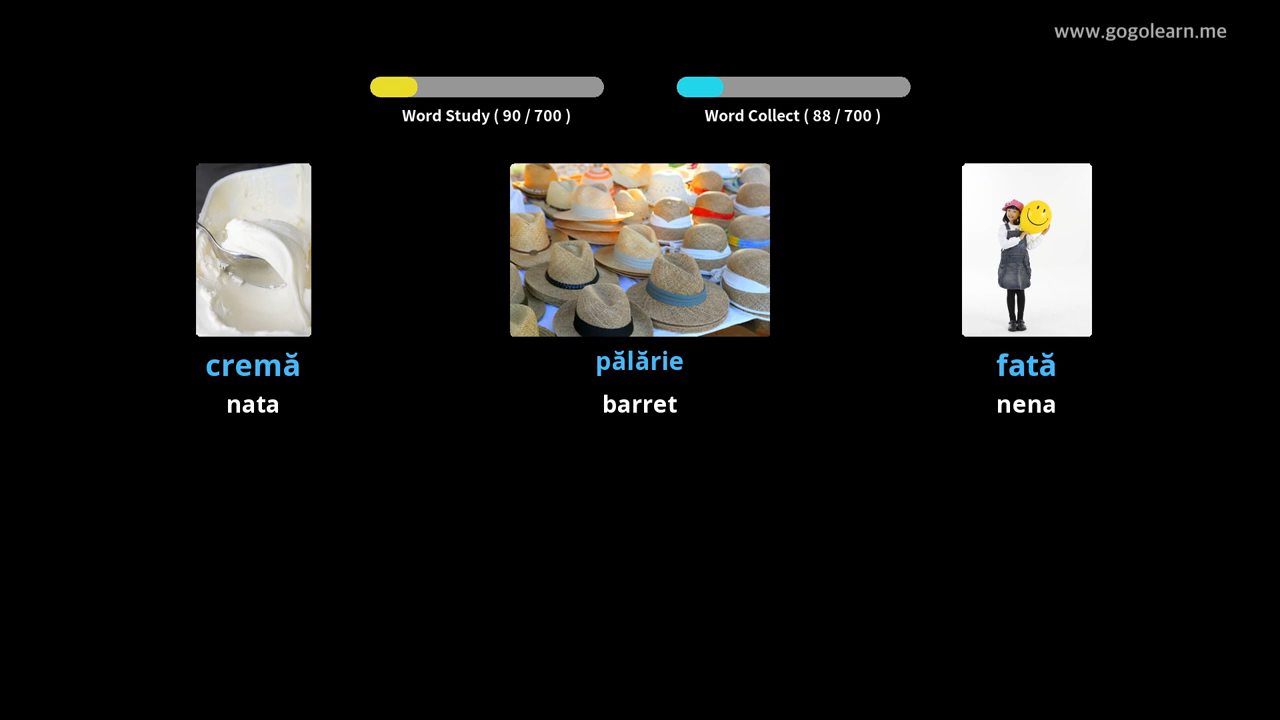 www.gogolearn.me
Word Study ( 90 / 700 )
Word Collect ( 88 / 700 )
cremă
nata
pălărie
barret
fată
nena